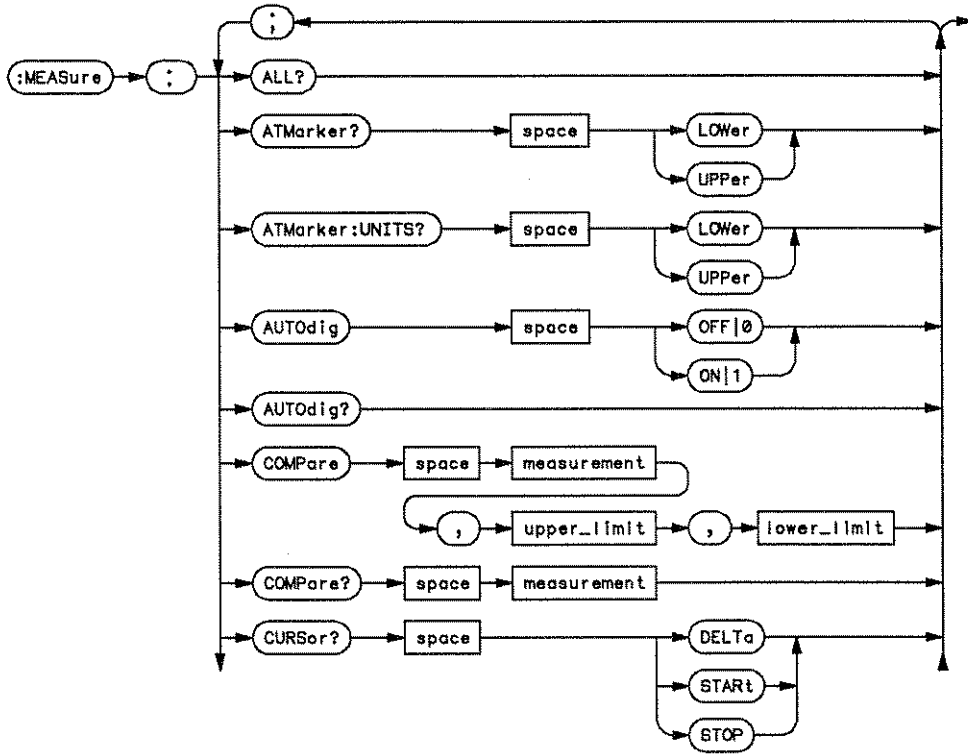 ;
:MEASure : ALL?
ATMarker? space LOWer
UPPer
ATMarker:UNITS? space LOWer
UPPer
AUTOdig space OFF|0
ON|1
AUTOdig?
COMPare space measurement
, upper_limit , lower_limit
COMPare? space measurement
CURSor? space DELTa
STARt
STOP